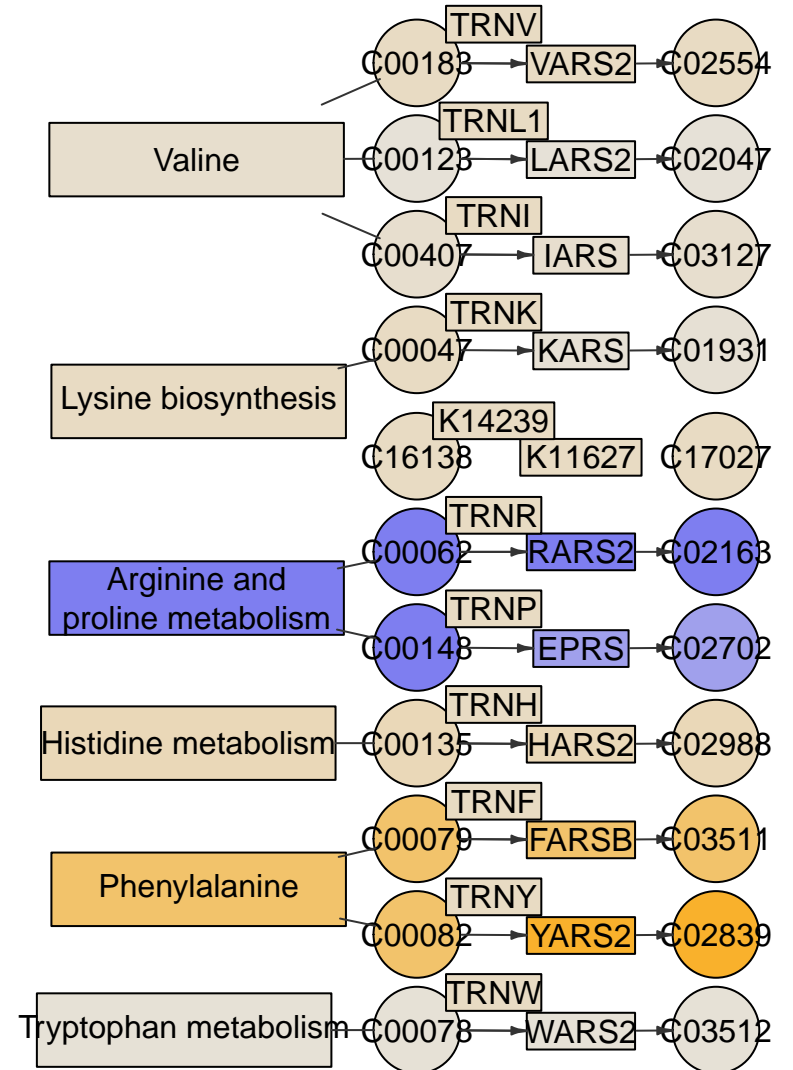 TRNV
C00183
VARS2
C02554
Valine
TRNL1
C00123
LARS2
C02047
TRNI
C00407
IARS
C03127
TRNK
C00047
KARS
C01931
Lysine biosynthesis
K14239
C16138
K11627
C17027
TRNR
C00062
RARS2
C02163
Arginine and
proline metabolism
TRNP
C00148
EPRS
C02702
TRNH
Histidine metabolism
C00135
HARS2
C02988
TRNF
C00079
FARSB
C03511
Phenylalanine
TRNY
C00082
YARS2
C02839
TRNW
Tryptophan metabolism
C00078
WARS2
C03512